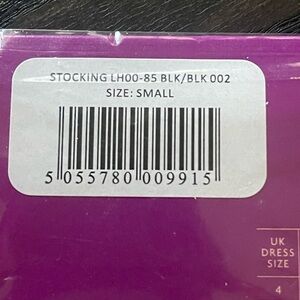 STOCKING LH00-85 BLK/BLK 002
SIZE: SMALL
5 055780 009915
UK
DRESS
SIZE
4